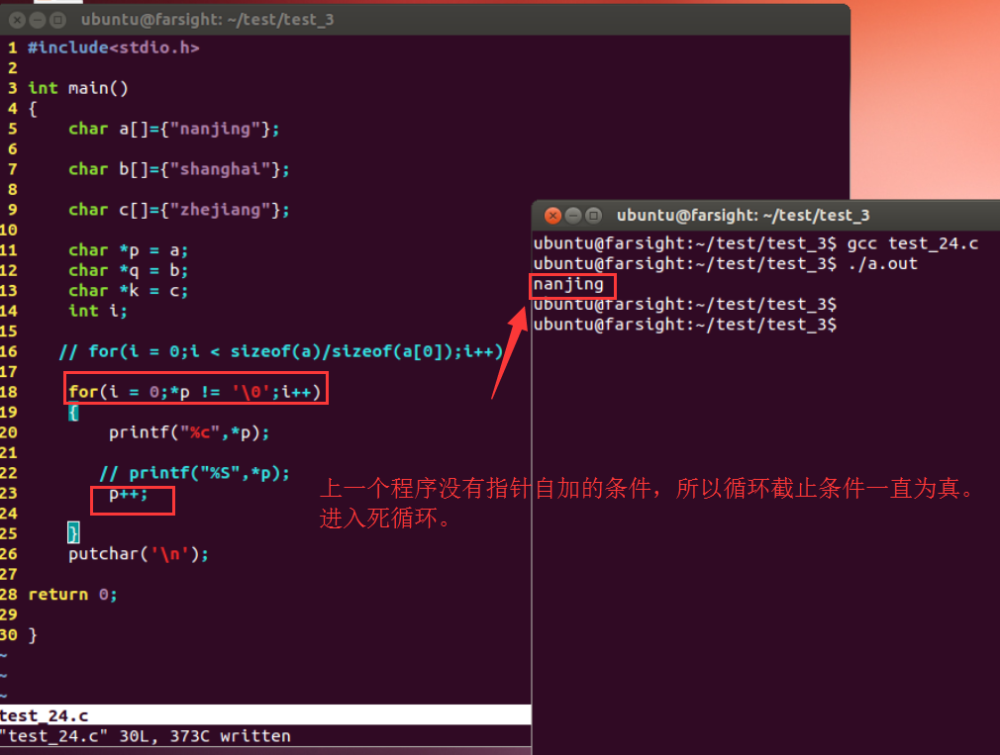 ubuntu@farsight: ~/test/test_3
1 #include<stdio.h>
2
3 int main()
4 {
5     char a[]={"nanjing"};
6
7     char b[]={"shanghai"};
8
9     char c[]={"zhejiang"};
10
11     char *p = a;
12     char *q = b;
13     char *k = c;
14     int i;
15
16    // for(i = 0;i < sizeof(a)/sizeof(a[0]);i++)
17
18     for(i = 0;*p != '\0';i++)
19     {
20         printf("%c",*p);
21
22        // printf("%S",*p);
23         p++;
24
25     }
26     putchar('\n');
27
28 return 0;
29
30 }
~
~
~
test_24.c
"test_24.c" 30L, 373C written
ubuntu@farsight: ~/test/test_3
ubuntu@farsight:~/test/test_3$ gcc test_24.c
ubuntu@farsight:~/test/test_3$ ./a.out
nanjing
ubuntu@farsight:~/test/test_3$
ubuntu@farsight:~/test/test_3$
上一个程序没有指针自加的条件，所以循环截止条件一直为真。
进入死循环。